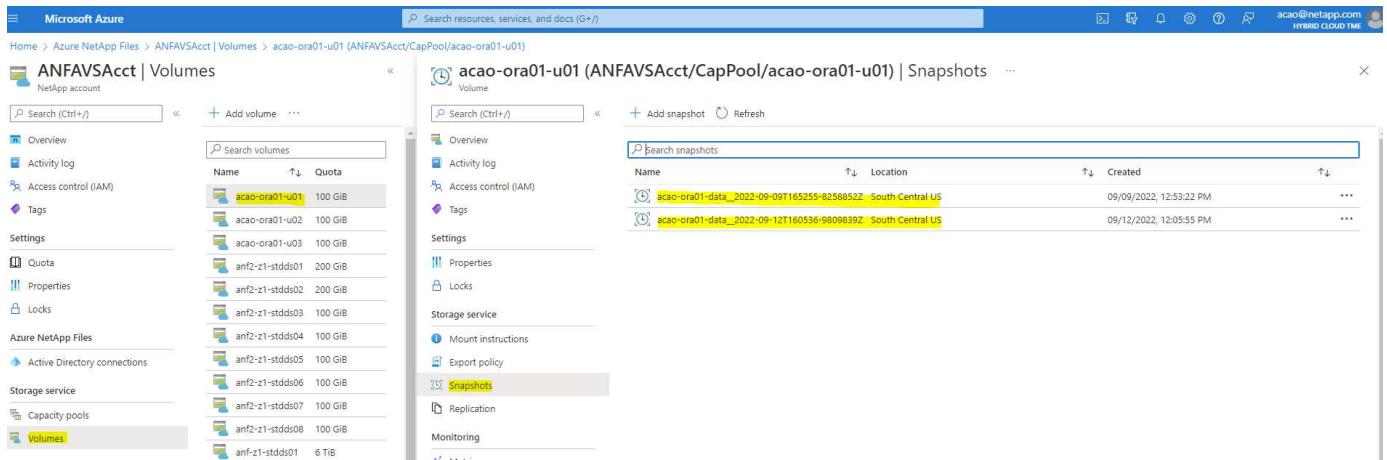 Microsoft Azure
Search resources, services, and docs (G+/)
acao@netapp.com
HYBRID CLOUD TME
Home > Azure NetApp Files > ANFAVSAcct | Volumes > acao-ora01-u01 (ANFAVSAcct/CapPool/acao-ora01-u01)
ANFAVSAcct | Volumes
NetApp account
Search (Ctrl+/)
Overview
Activity log
Access control (IAM)
Tags
Settings
Quota
Properties
Locks
Azure NetApp Files
Active Directory connections
Storage service
Capacity pools
Volumes
Add volume
Search volumes
Name Quota
acao-ora01-u01 100 GiB
acao-ora01-u02 100 GiB
acao-ora01-u03 100 GiB
anf2-z1-stdds01 200 GiB
anf2-z1-stdds02 200 GiB
anf2-z1-stdds03 100 GiB
anf2-z1-stdds04 100 GiB
anf2-z1-stdds05 100 GiB
anf2-z1-stdds06 100 GiB
anf2-z1-stdds07 100 GiB
anf2-z1-stdds08 100 GiB
anf-z1-stdds01 6 TiB
acao-ora01-u01 (ANFAVSAcct/CapPool/acao-ora01-u01) | Snapshots
Volume
Search (Ctrl+/)
Overview
Activity log
Access control (IAM)
Tags
Settings
Properties
Locks
Storage service
Mount instructions
Export policy
Snapshots
Replication
Monitoring
Add snapshot Refresh
Search snapshots
Name Location Created
acao-ora01-data__2022-09-09T165255-8258852Z South Central US 09/09/2022, 12:53:22 PM
acao-ora01-data__2022-09-12T160536-9809839Z South Central US 09/12/2022, 12:05:55 PM